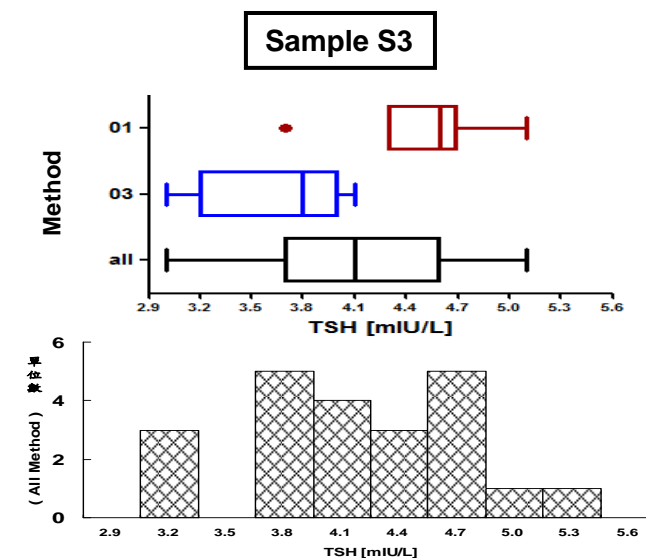 Sample S3
Method
01
03
all
2.9 3.2 3.5 3.8 4.1 4.4 4.7 5.0 5.3 5.6
TSH [mIU/L]
( All Method ) 單位數
6
4
2
0
2.9 3.2 3.5 3.8 4.1 4.4 4.7 5.0 5.3 5.6
TSH [mIU/L]